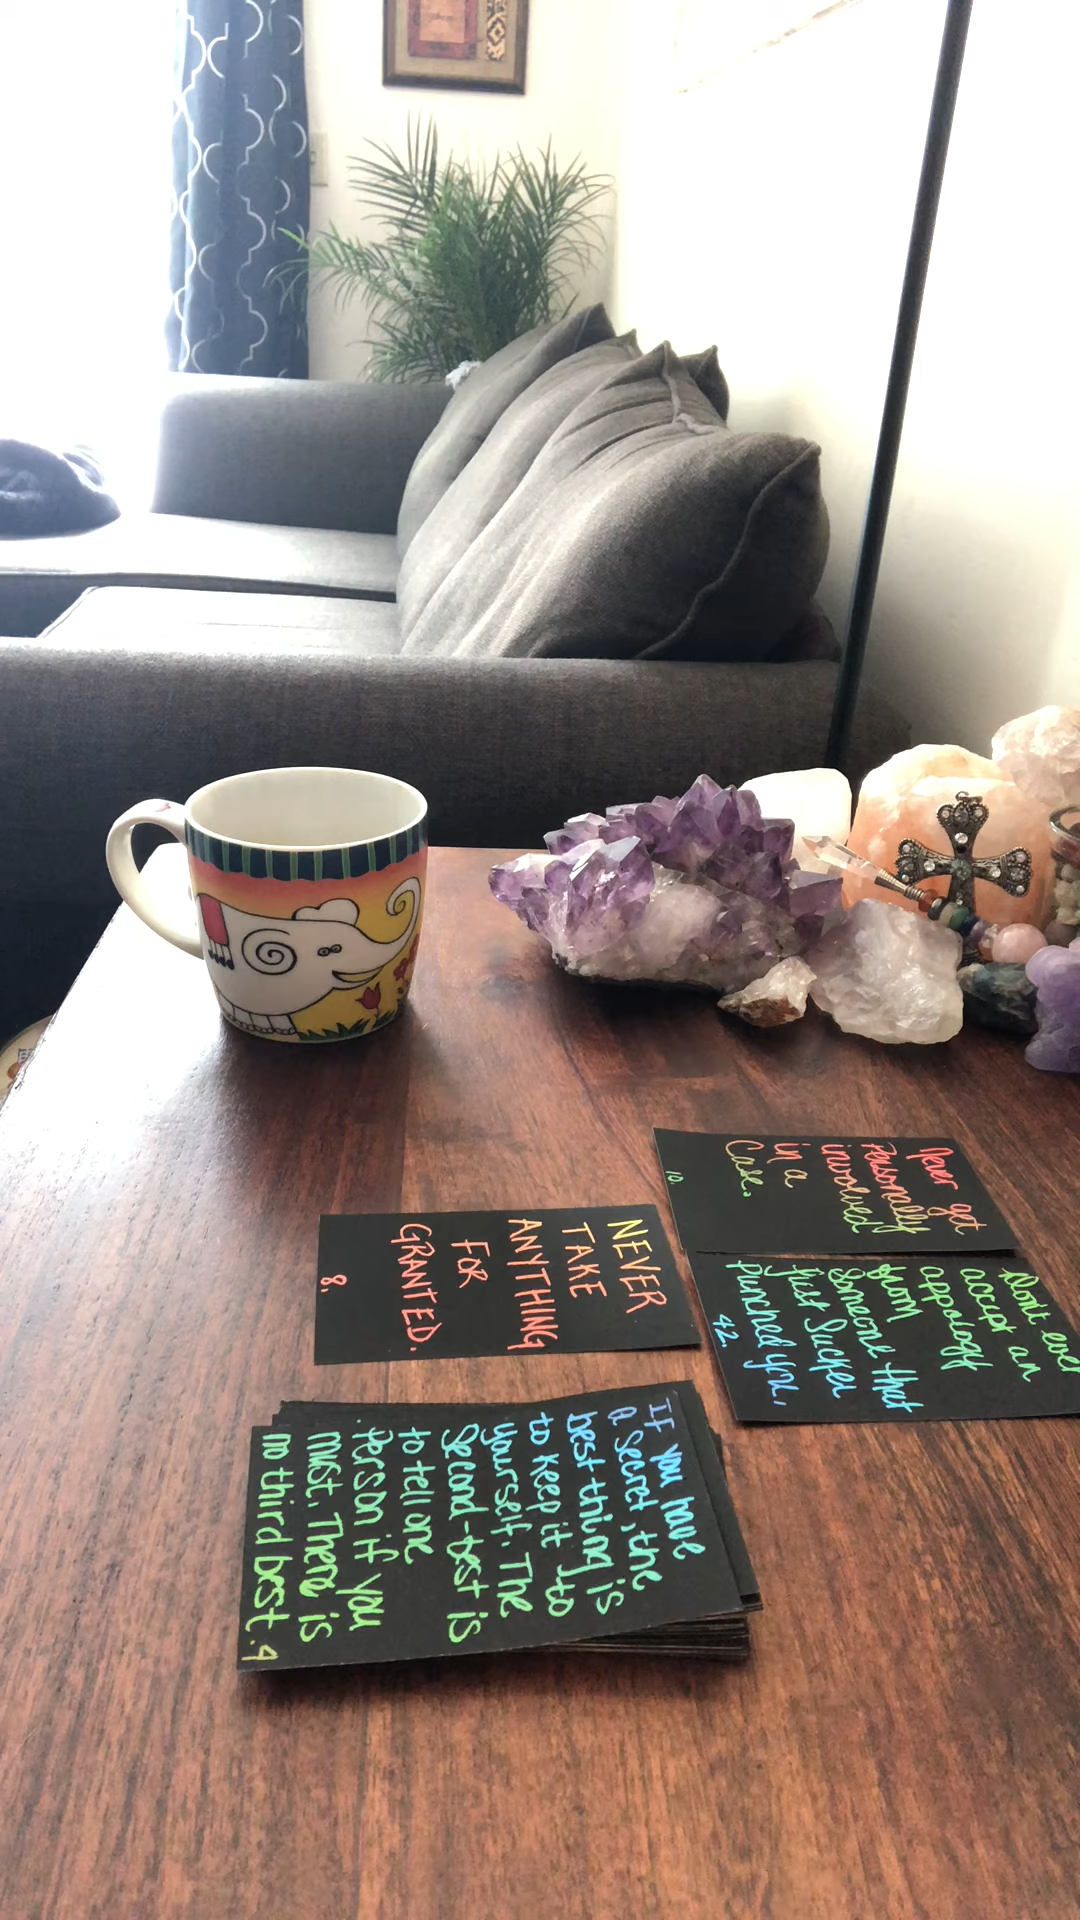 Never get
Personally
involved
in a
Case.
10.
Don't ever
accept an
appology
from
Someone that
Just Sucker
punched you.
42.
NEVER
TAKE
ANYTHING
FOR
GRANTED.
8.
If you have
a secret, the
best thing is
to keep it to
yourself. The
Second-best is
to tell one
Person if you
must. There is
no third best.